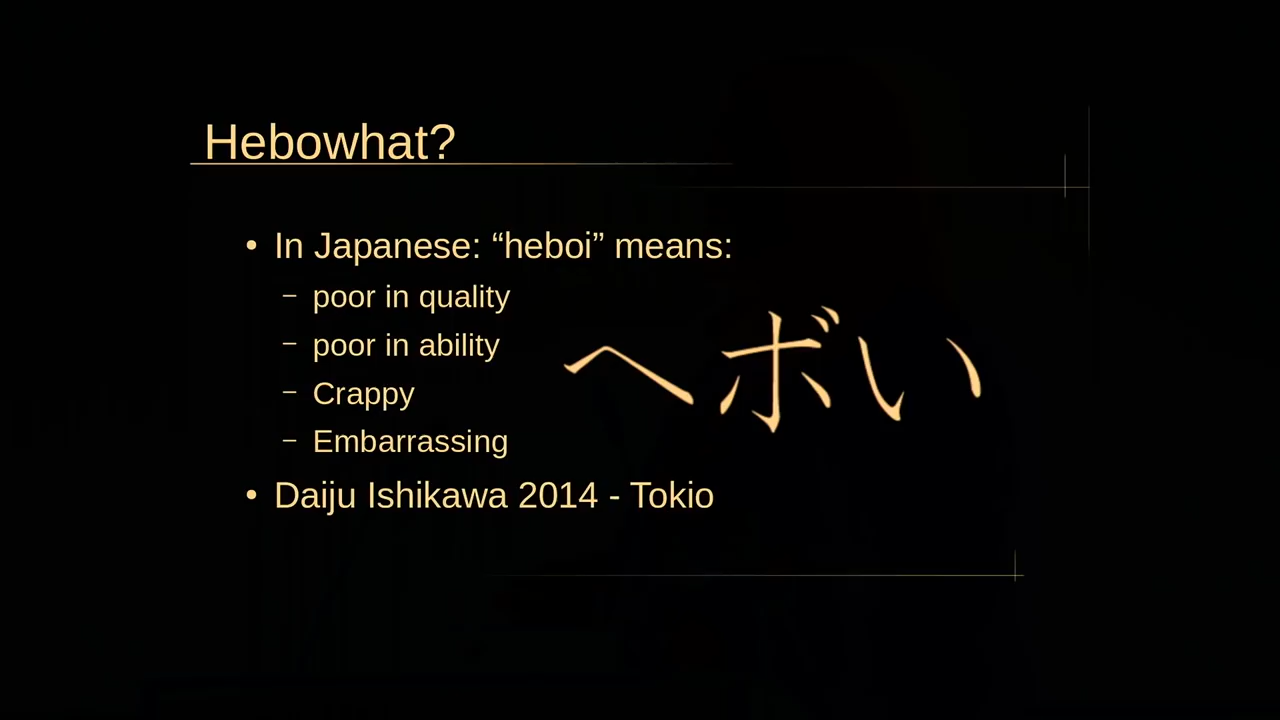 Hebowhat?
• In Japanese: “heboi” means:
– poor in quality
– poor in ability
– Crappy
– Embarrassing
ヘボい
• Daiju Ishikawa 2014 - Tokio